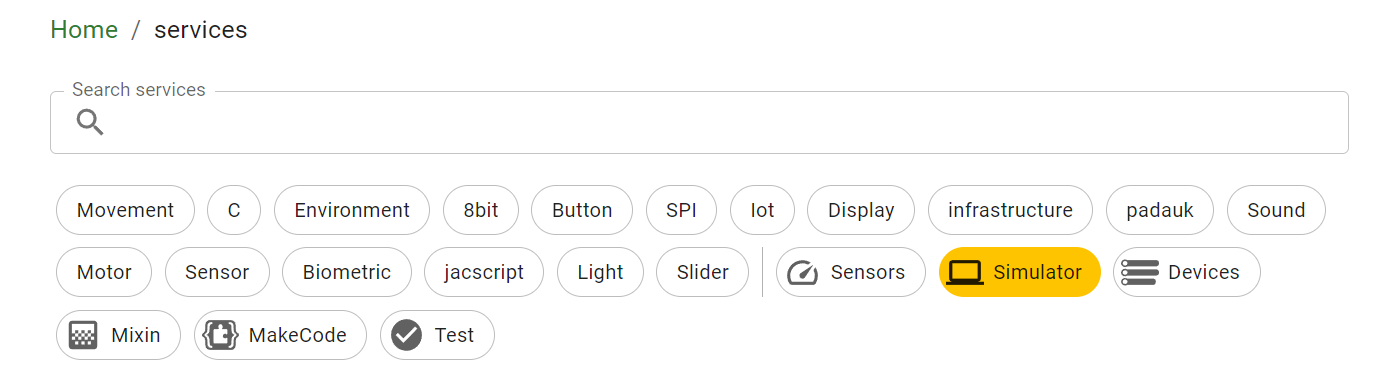 Home / services
Search services
Movement C Environment 8bit Button SPI Iot Display infrastructure padauk Sound
Motor Sensor Biometric jacscript Light Slider Sensors Simulator Devices
Mixin MakeCode Test